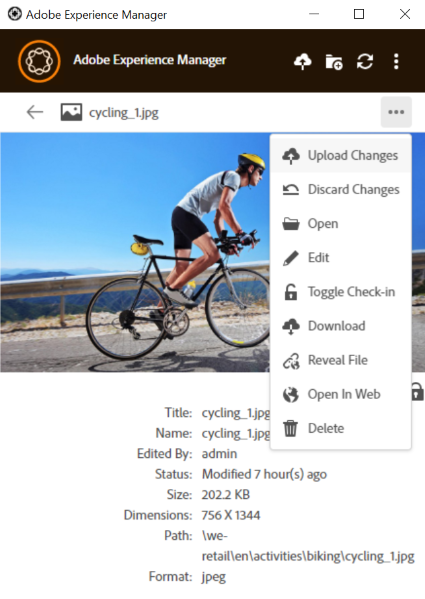 Adobe Experience Manager
Adobe Experience Manager
cycling_1.jpg
Upload Changes
Discard Changes
Open
Edit
Toggle Check-in
Download
Reveal File
Open In Web
Delete
Title: cycling_1.jpg
Name: cycling_1.jpg
Edited By: admin
Status: Modified 7 hour(s) ago
Size: 202.2 KB
Dimensions: 756 X 1344
Path: \we-
retail\en\activities\biking\cycling_1.jpg
Format: jpeg